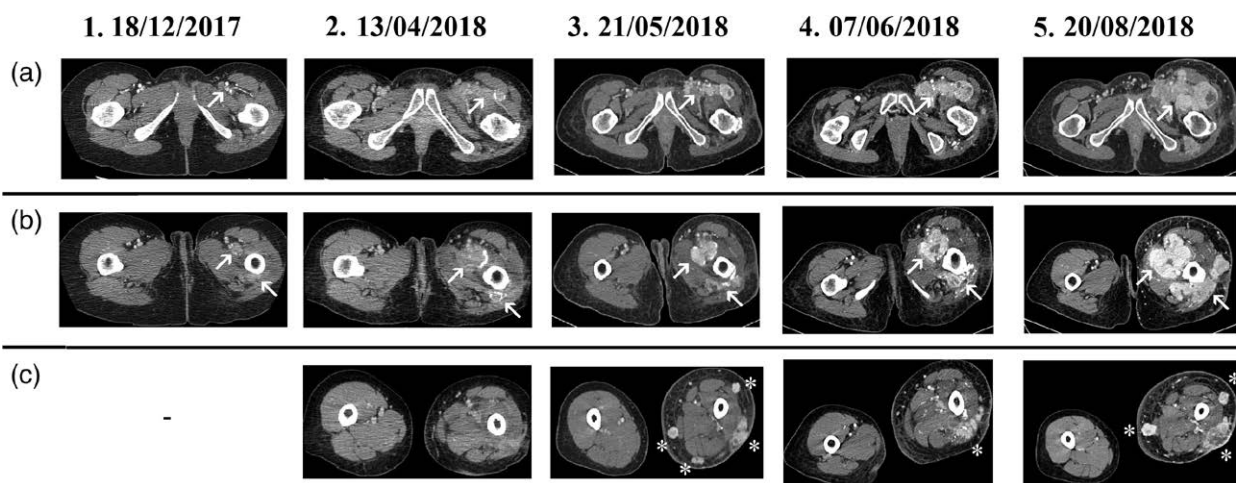 1. 18/12/2017 2. 13/04/2018 3. 21/05/2018 4. 07/06/2018 5. 20/08/2018
(a)
(b)
(c)
-
* * * * * * * *